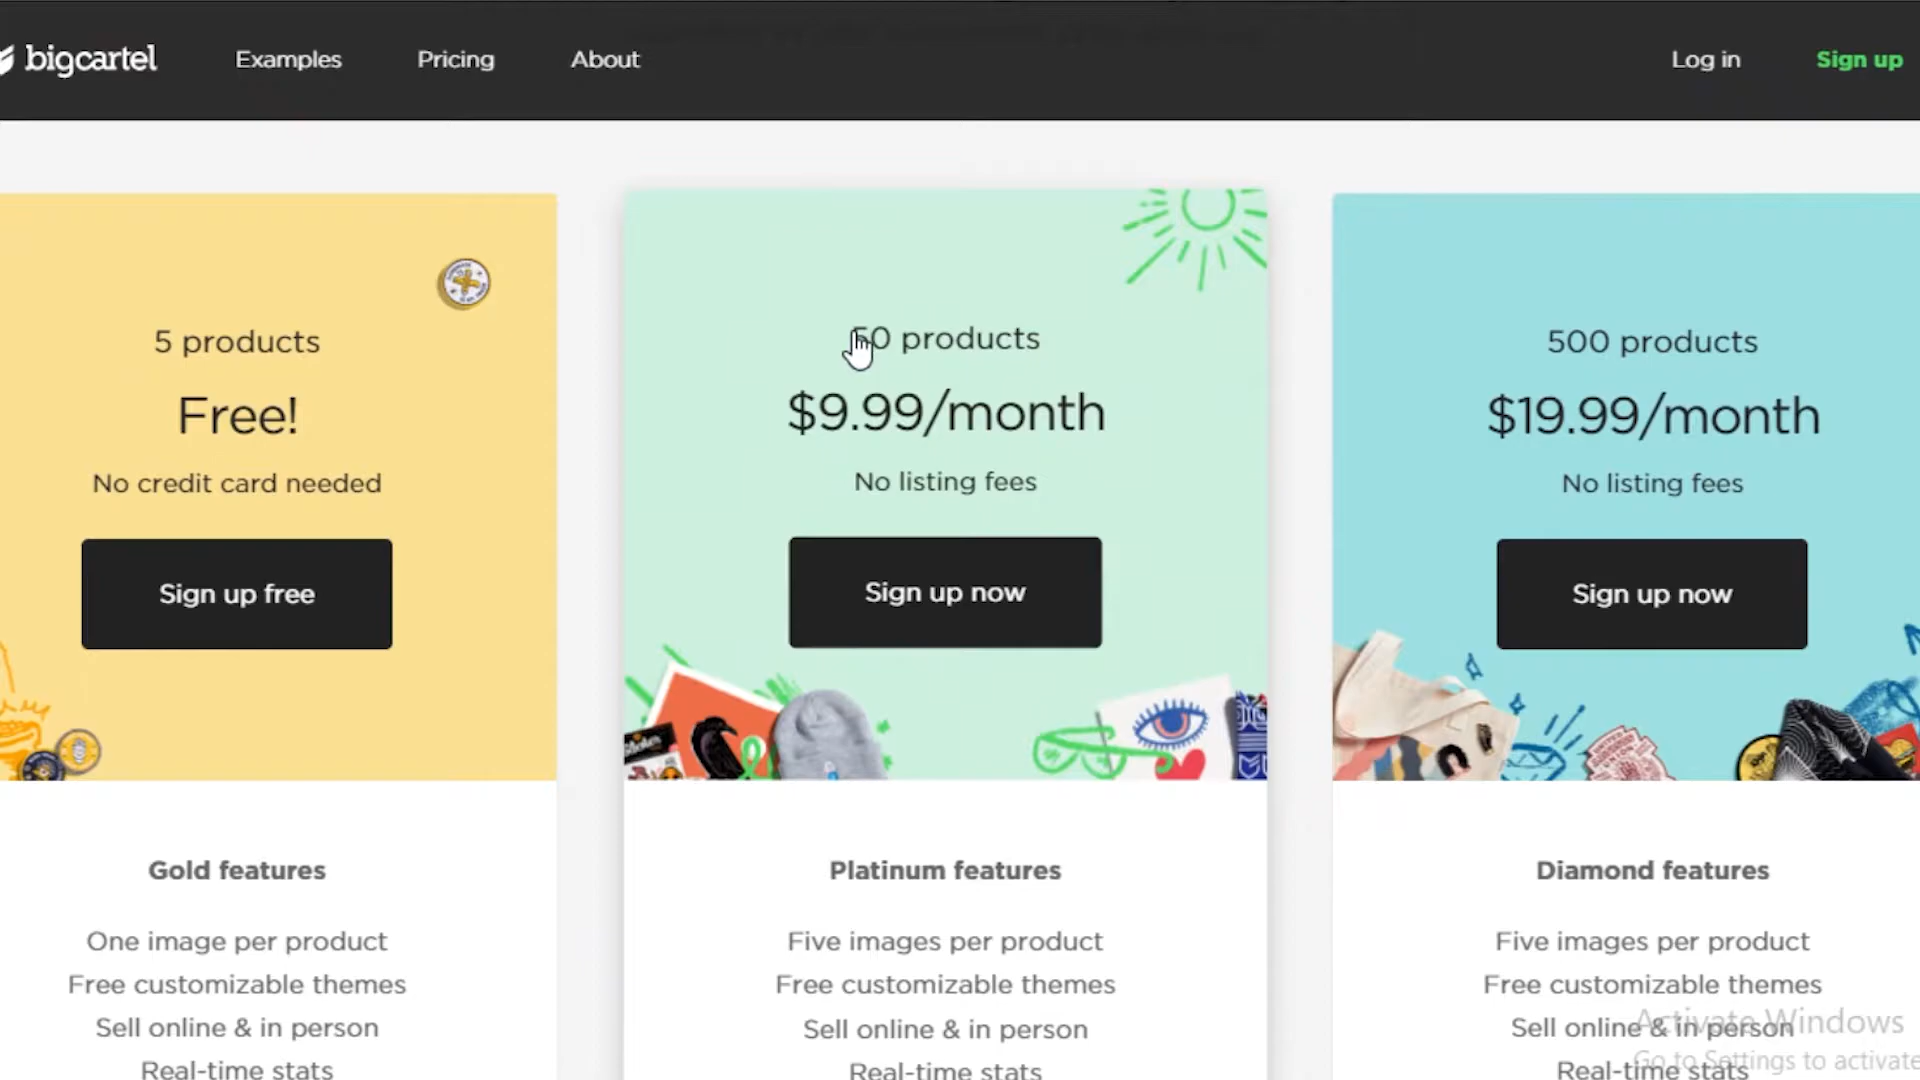 bigcartel
Examples
Pricing
About
Log in
Sign up
5 products
Free!
No credit card needed
Sign up free
Gold features
One image per product
Free customizable themes
Sell online & in person
Real-time stats
50 products
$9.99/month
No listing fees
Sign up now
Platinum features
Five images per product
Free customizable themes
Sell online & in person
Real-time stats
500 products
$19.99/month
No listing fees
Sign up now
Diamond features
Five images per product
Free customizable themes
Sell online & in person
Real-time stats
Activate Windows
Go to Settings to activate